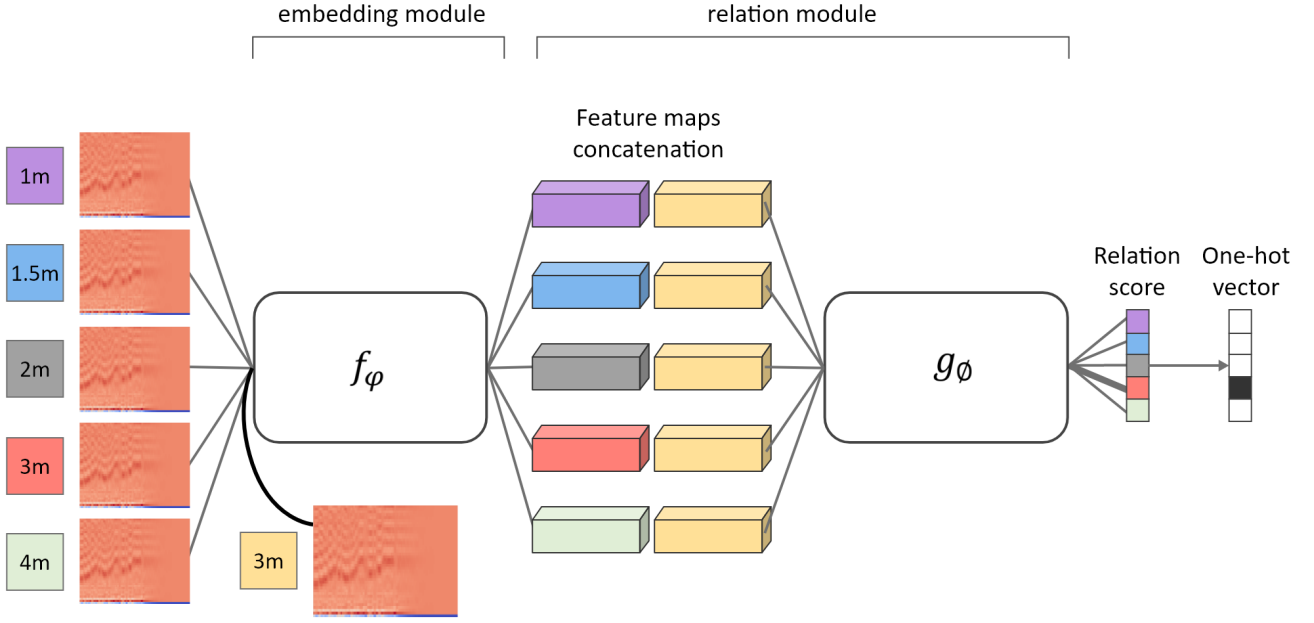 embedding module
relation module
Feature maps
concatenation
1m
1.5m
2m
3m
4m
3m
fφ
g∅
Relation
score
One-hot
vector